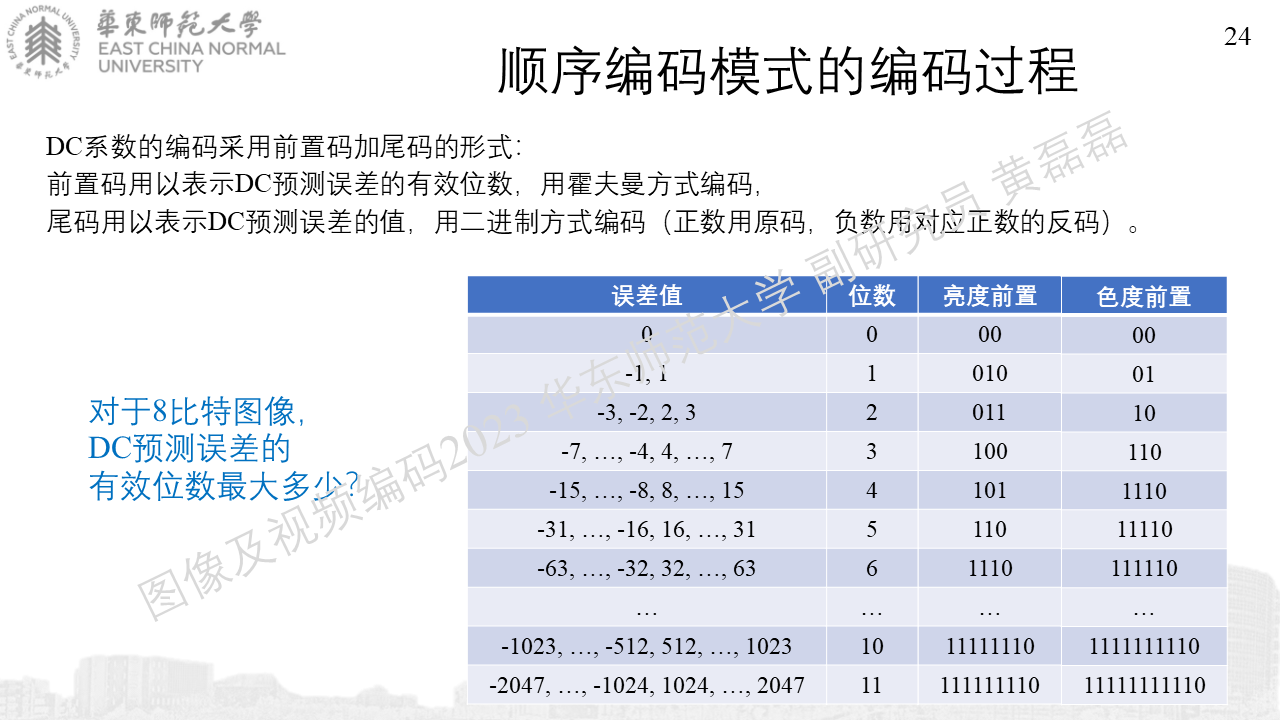 華東師範大學
EAST CHINA NORMAL
UNIVERSITY
EAST CHINA NORMAL UNIVERSITY
華東師範大學
24
顺序编码模式的编码过程
DC系数的编码采用前置码加尾码的形式：
前置码用以表示DC预测误差的有效位数，用霍夫曼方式编码，
尾码用以表示DC预测误差的值，用二进制方式编码（正数用原码，负数用对应正数的反码）。
对于8比特图像，
DC预测误差的
有效位数最大多少？
误差值 位数 亮度前置 色度前置
0 0 00 00
-1, 1 1 010 01
-3, -2, 2, 3 2 011 10
-7, …, -4, 4, …, 7 3 100 110
-15, …, -8, 8, …, 15 4 101 1110
-31, …, -16, 16, …, 31 5 110 11110
-63, …, -32, 32, …, 63 6 1110 111110
… … … …
-1023, …, -512, 512, …, 1023 10 11111110 1111111110
-2047, …, -1024, 1024, …, 2047 11 111111110 11111111110
图像及视频编码2023 华东师范大学 副研究员 黄磊磊